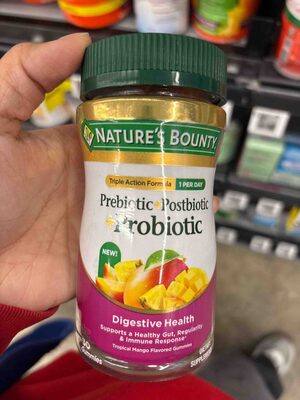 NATURE'S BOUNTY
Triple Action Formula 1 PER DAY
Prebiotic+Postbiotic
+Probiotic
NEW!
Digestive Health
Supports a Healthy Gut, Regularity
& Immune Response*
Tropical Mango Flavored Gummies